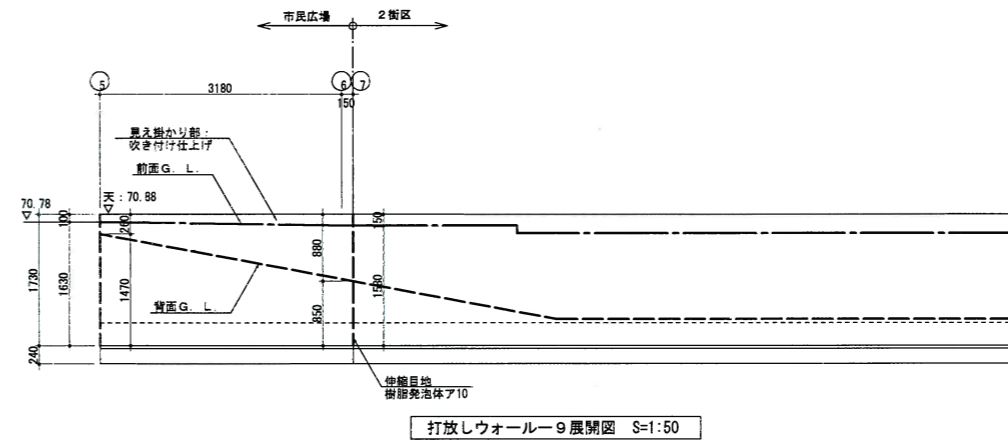 市民広場 2街区
5 6 7
3180
150
見え掛かり部:
吹き付け仕上げ
前面G. L.
天:70.88
70.78
100
260
150
880
1730
1630
1470
1580
850
背面G. L.
240
伸縮目地
樹脂発泡体ア10
打放しウォールー9展開図 S=1:50